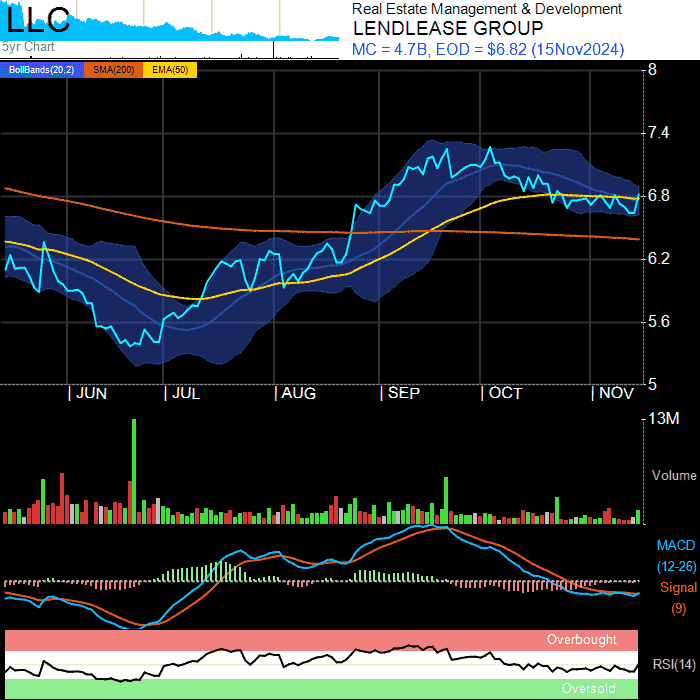 LLC
5yr Chart
Real Estate Management & Development
LENDLEASE GROUP
MC = 4.7B, EOD = $6.82 (15Nov2024)
BollBands(20,2) SMA(200) EMA(50)
8
7.4
6.8
6.2
5.6
5
JUN JUL AUG SEP OCT NOV
13M
Volume
MACD
(12-26)
Signal
(9)
Overbought
RSI(14)
Oversold